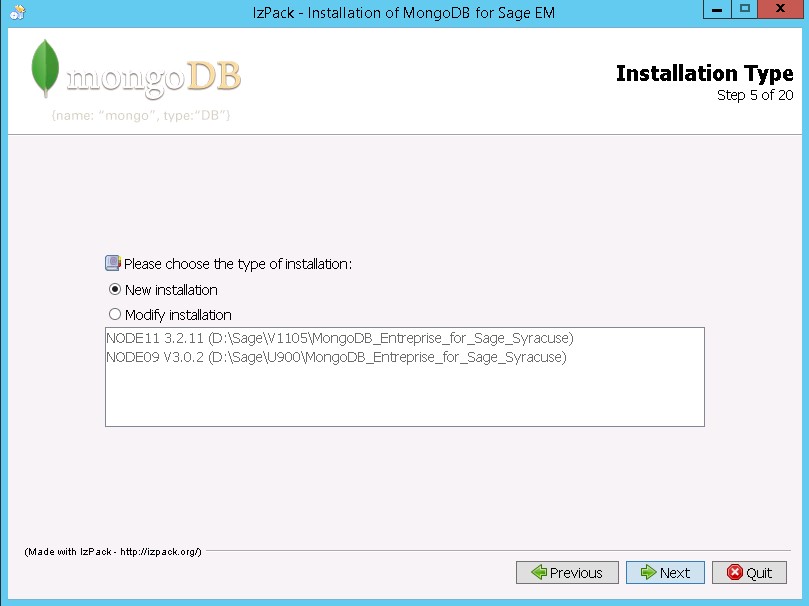 IzPack - Installation of MongoDB for Sage EM
mongoDB
{name: "mongo", type:"DB"}
Installation Type
Step 5 of 20
Please choose the type of installation:
New installation
Modify installation
NODE11 3.2.11 (D:\Sage\V1105\MongoDB_Entreprise_for_Sage_Syracuse)
NODE09 V3.0.2 (D:\Sage\U900\MongoDB_Entreprise_for_Sage_Syracuse)
(Made with IzPack - http://izpack.org/)
Previous
Next
Quit